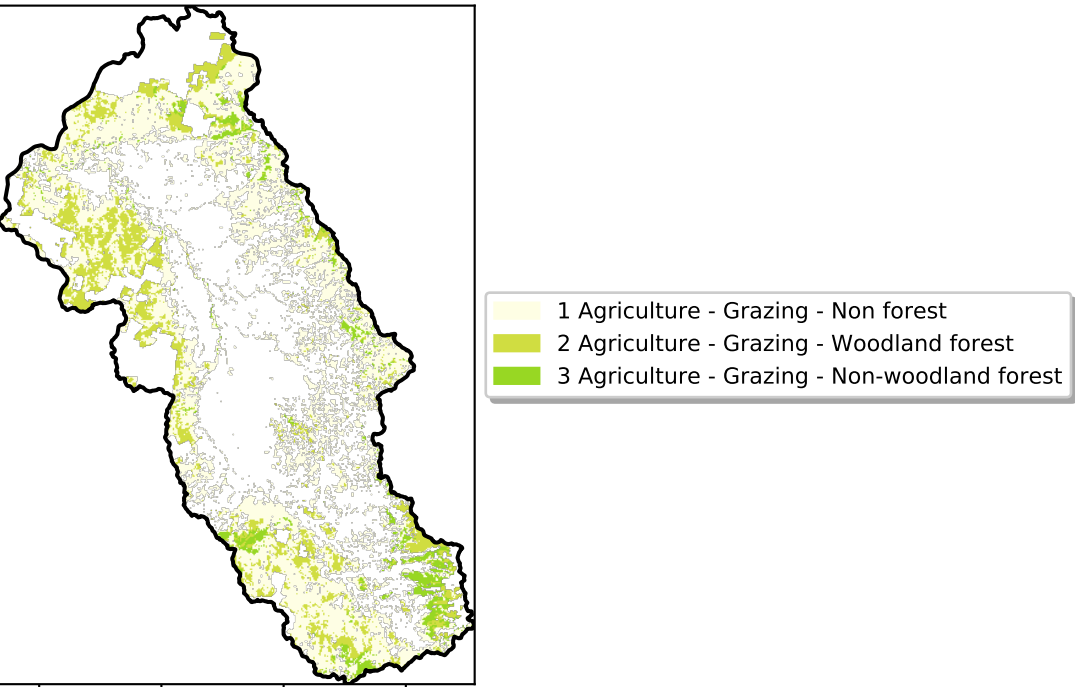 1 Agriculture - Grazing - Non forest
2 Agriculture - Grazing - Woodland forest
3 Agriculture - Grazing - Non-woodland forest